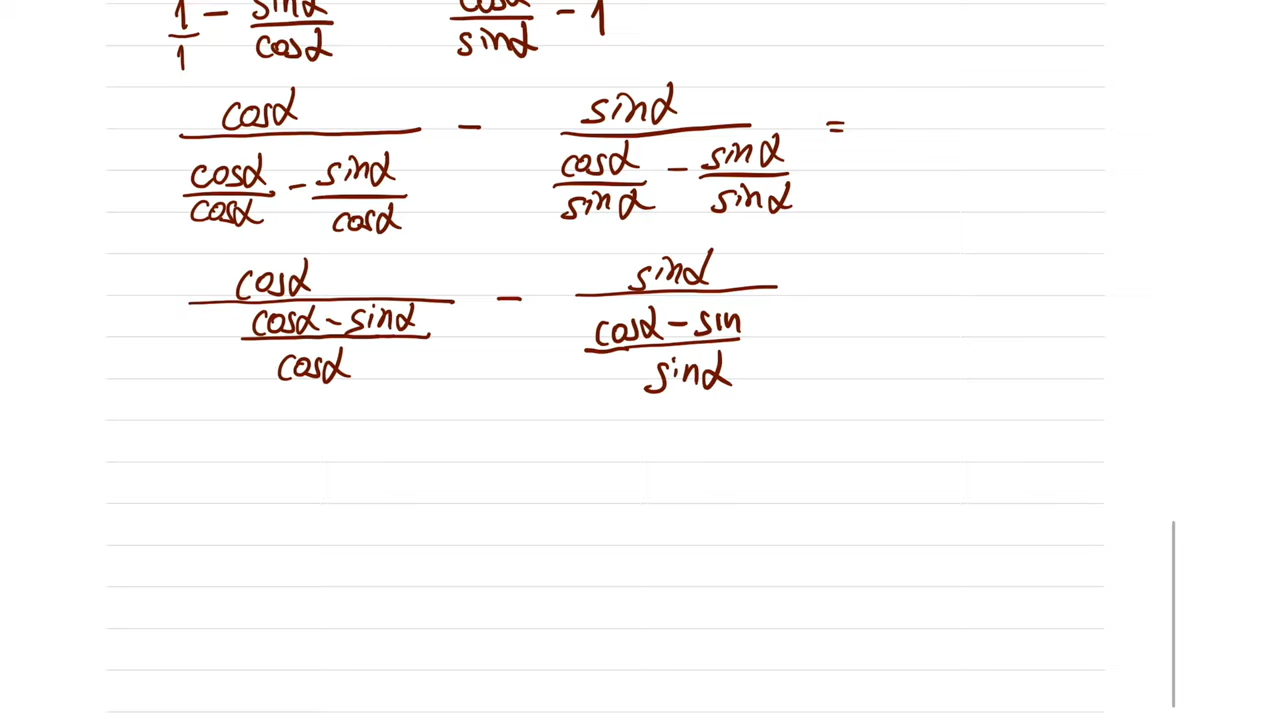 1/1 - sinα/cosα cosα/sinα - 1
cosα - sinα =
cosα/cosα - sinα/cosα cosα/sinα - sinα/sinα
cosα - sinα
cosα - sinα cosα - sin
cosα sinα